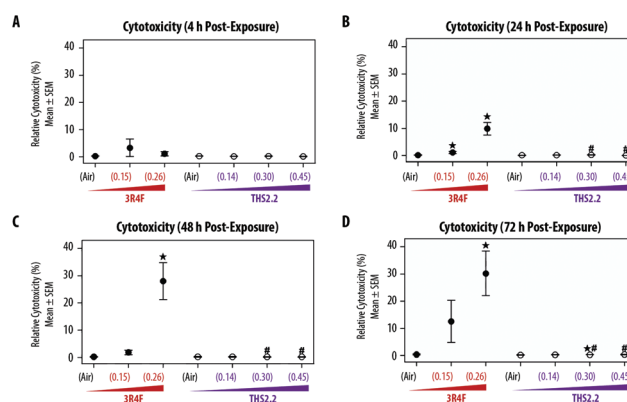 A
Cytotoxicity (4 h Post-Exposure)
Relative Cytotoxicity (%)
Mean ± SEM
40
30
20
10
0
(Air) (0.15) (0.26) (Air) (0.14) (0.30) (0.45)
3R4F THS2.2
B
Cytotoxicity (24 h Post-Exposure)
Relative Cytotoxicity (%)
Mean ± SEM
40
30
20
10
0
★ ★ # #
(Air) (0.15) (0.26) (Air) (0.14) (0.30) (0.45
3R4F THS2.2
C
Cytotoxicity (48 h Post-Exposure)
Relative Cytotoxicity (%)
Mean ± SEM
40
30
20
10
0
★ # #
(Air) (0.15) (0.26) (Air) (0.14) (0.30) (0.45)
3R4F THS2.2
D
Cytotoxicity (72 h Post-Exposure)
Relative Cytotoxicity (%)
Mean ± SEM
40
30
20
10
0
★ ★# #
(Air) (0.15) (0.26) (Air) (0.14) (0.30) (0.45
3R4F THS2.2